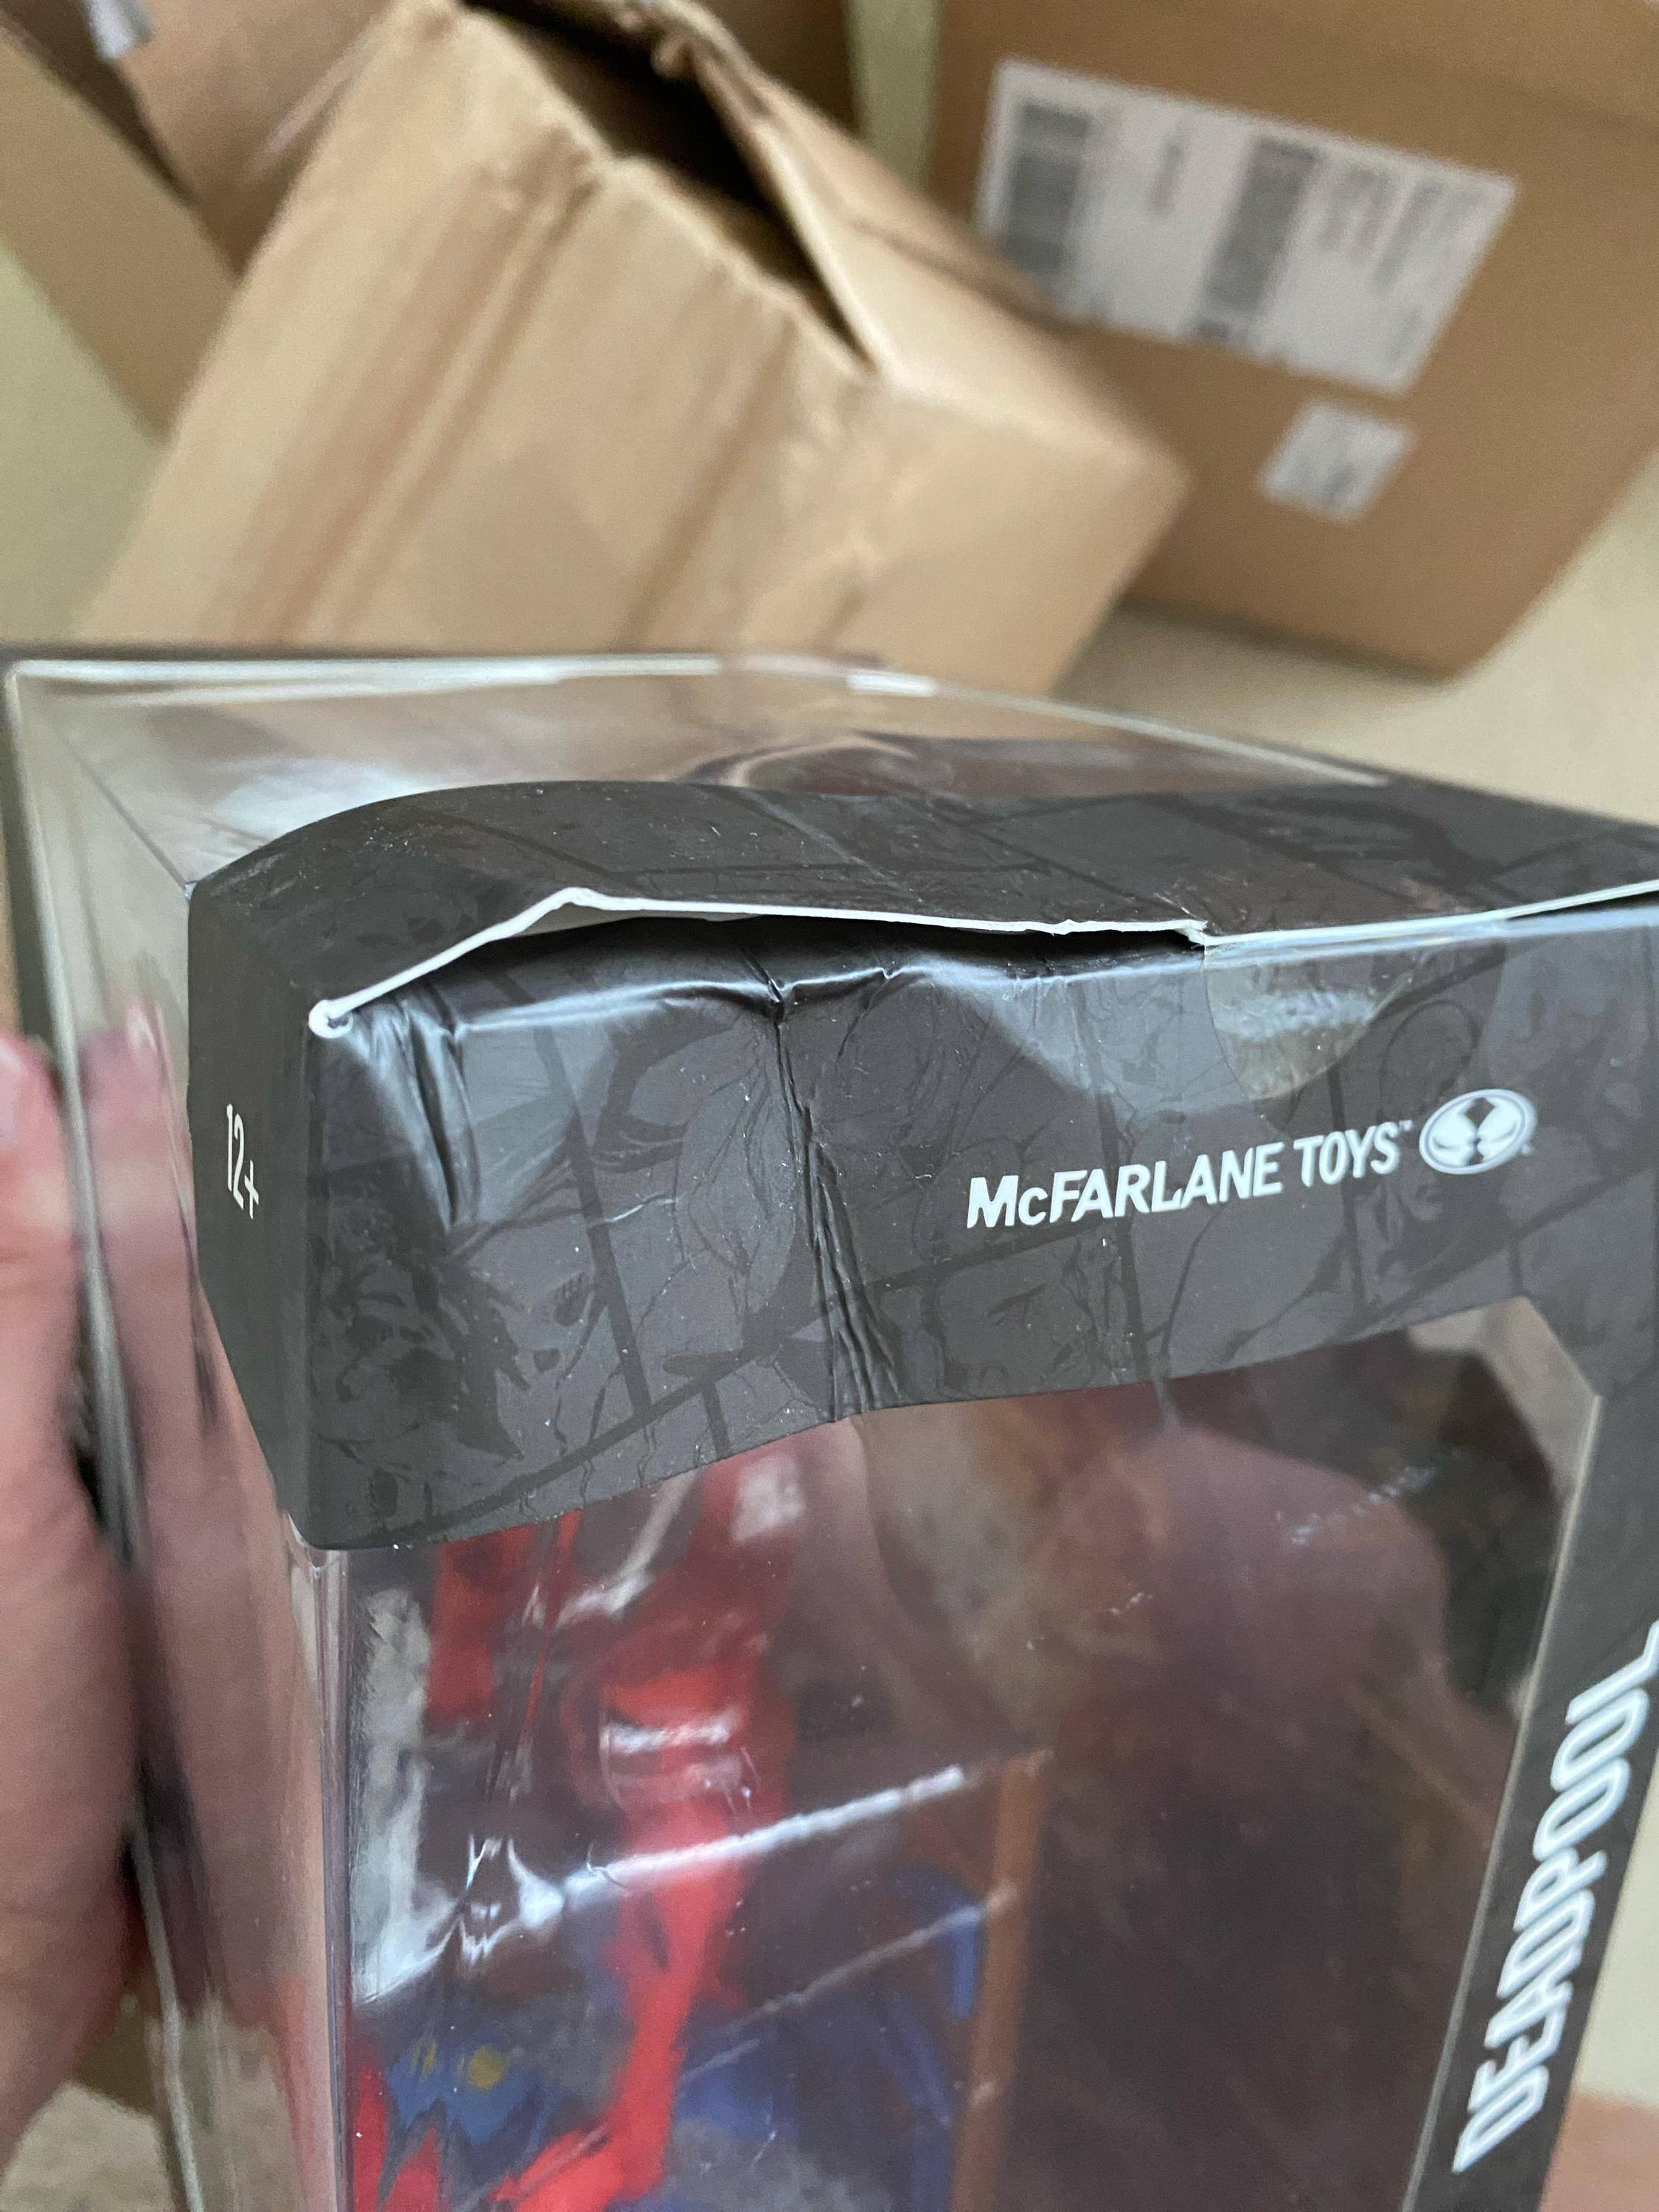 12+
McFARLANE TOYS™
DEADPOOL